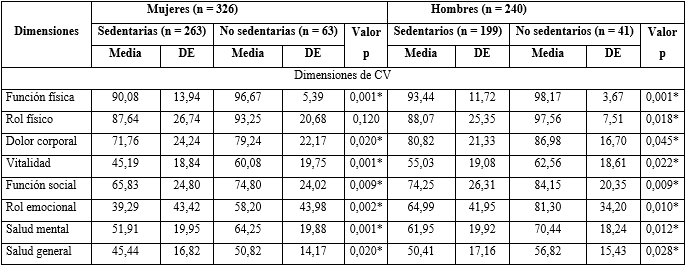 Mujeres (n = 326) Hombres (n = 240)
Dimensiones Sedentarias (n = 263) No sedentarias (n = 63) Valor p Sedentarios (n = 199) No sedentarios (n = 41) Valor p
Media DE Media DE Media DE Media DE
Dimensiones de CV
Función física 90,08 13,94 96,67 5,39 0,001* 93,44 11,72 98,17 3,67 0,001*
Rol físico 87,64 26,74 93,25 20,68 0,120 88,07 25,35 97,56 7,51 0,018*
Dolor corporal 71,76 24,24 79,24 22,17 0,020* 80,82 21,33 86,98 16,70 0,045*
Vitalidad 45,19 18,84 60,08 19,75 0,001* 55,03 19,08 62,56 18,61 0,022*
Función social 65,83 24,80 74,80 24,02 0,009* 74,25 26,31 84,15 20,35 0,009*
Rol emocional 39,29 43,42 58,20 43,98 0,002* 64,99 41,95 81,30 34,20 0,010*
Salud mental 51,91 19,95 64,25 19,88 0,001* 61,95 19,92 70,44 18,24 0,012*
Salud general 45,44 16,82 50,82 14,17 0,020* 50,41 17,16 56,82 15,43 0,028*